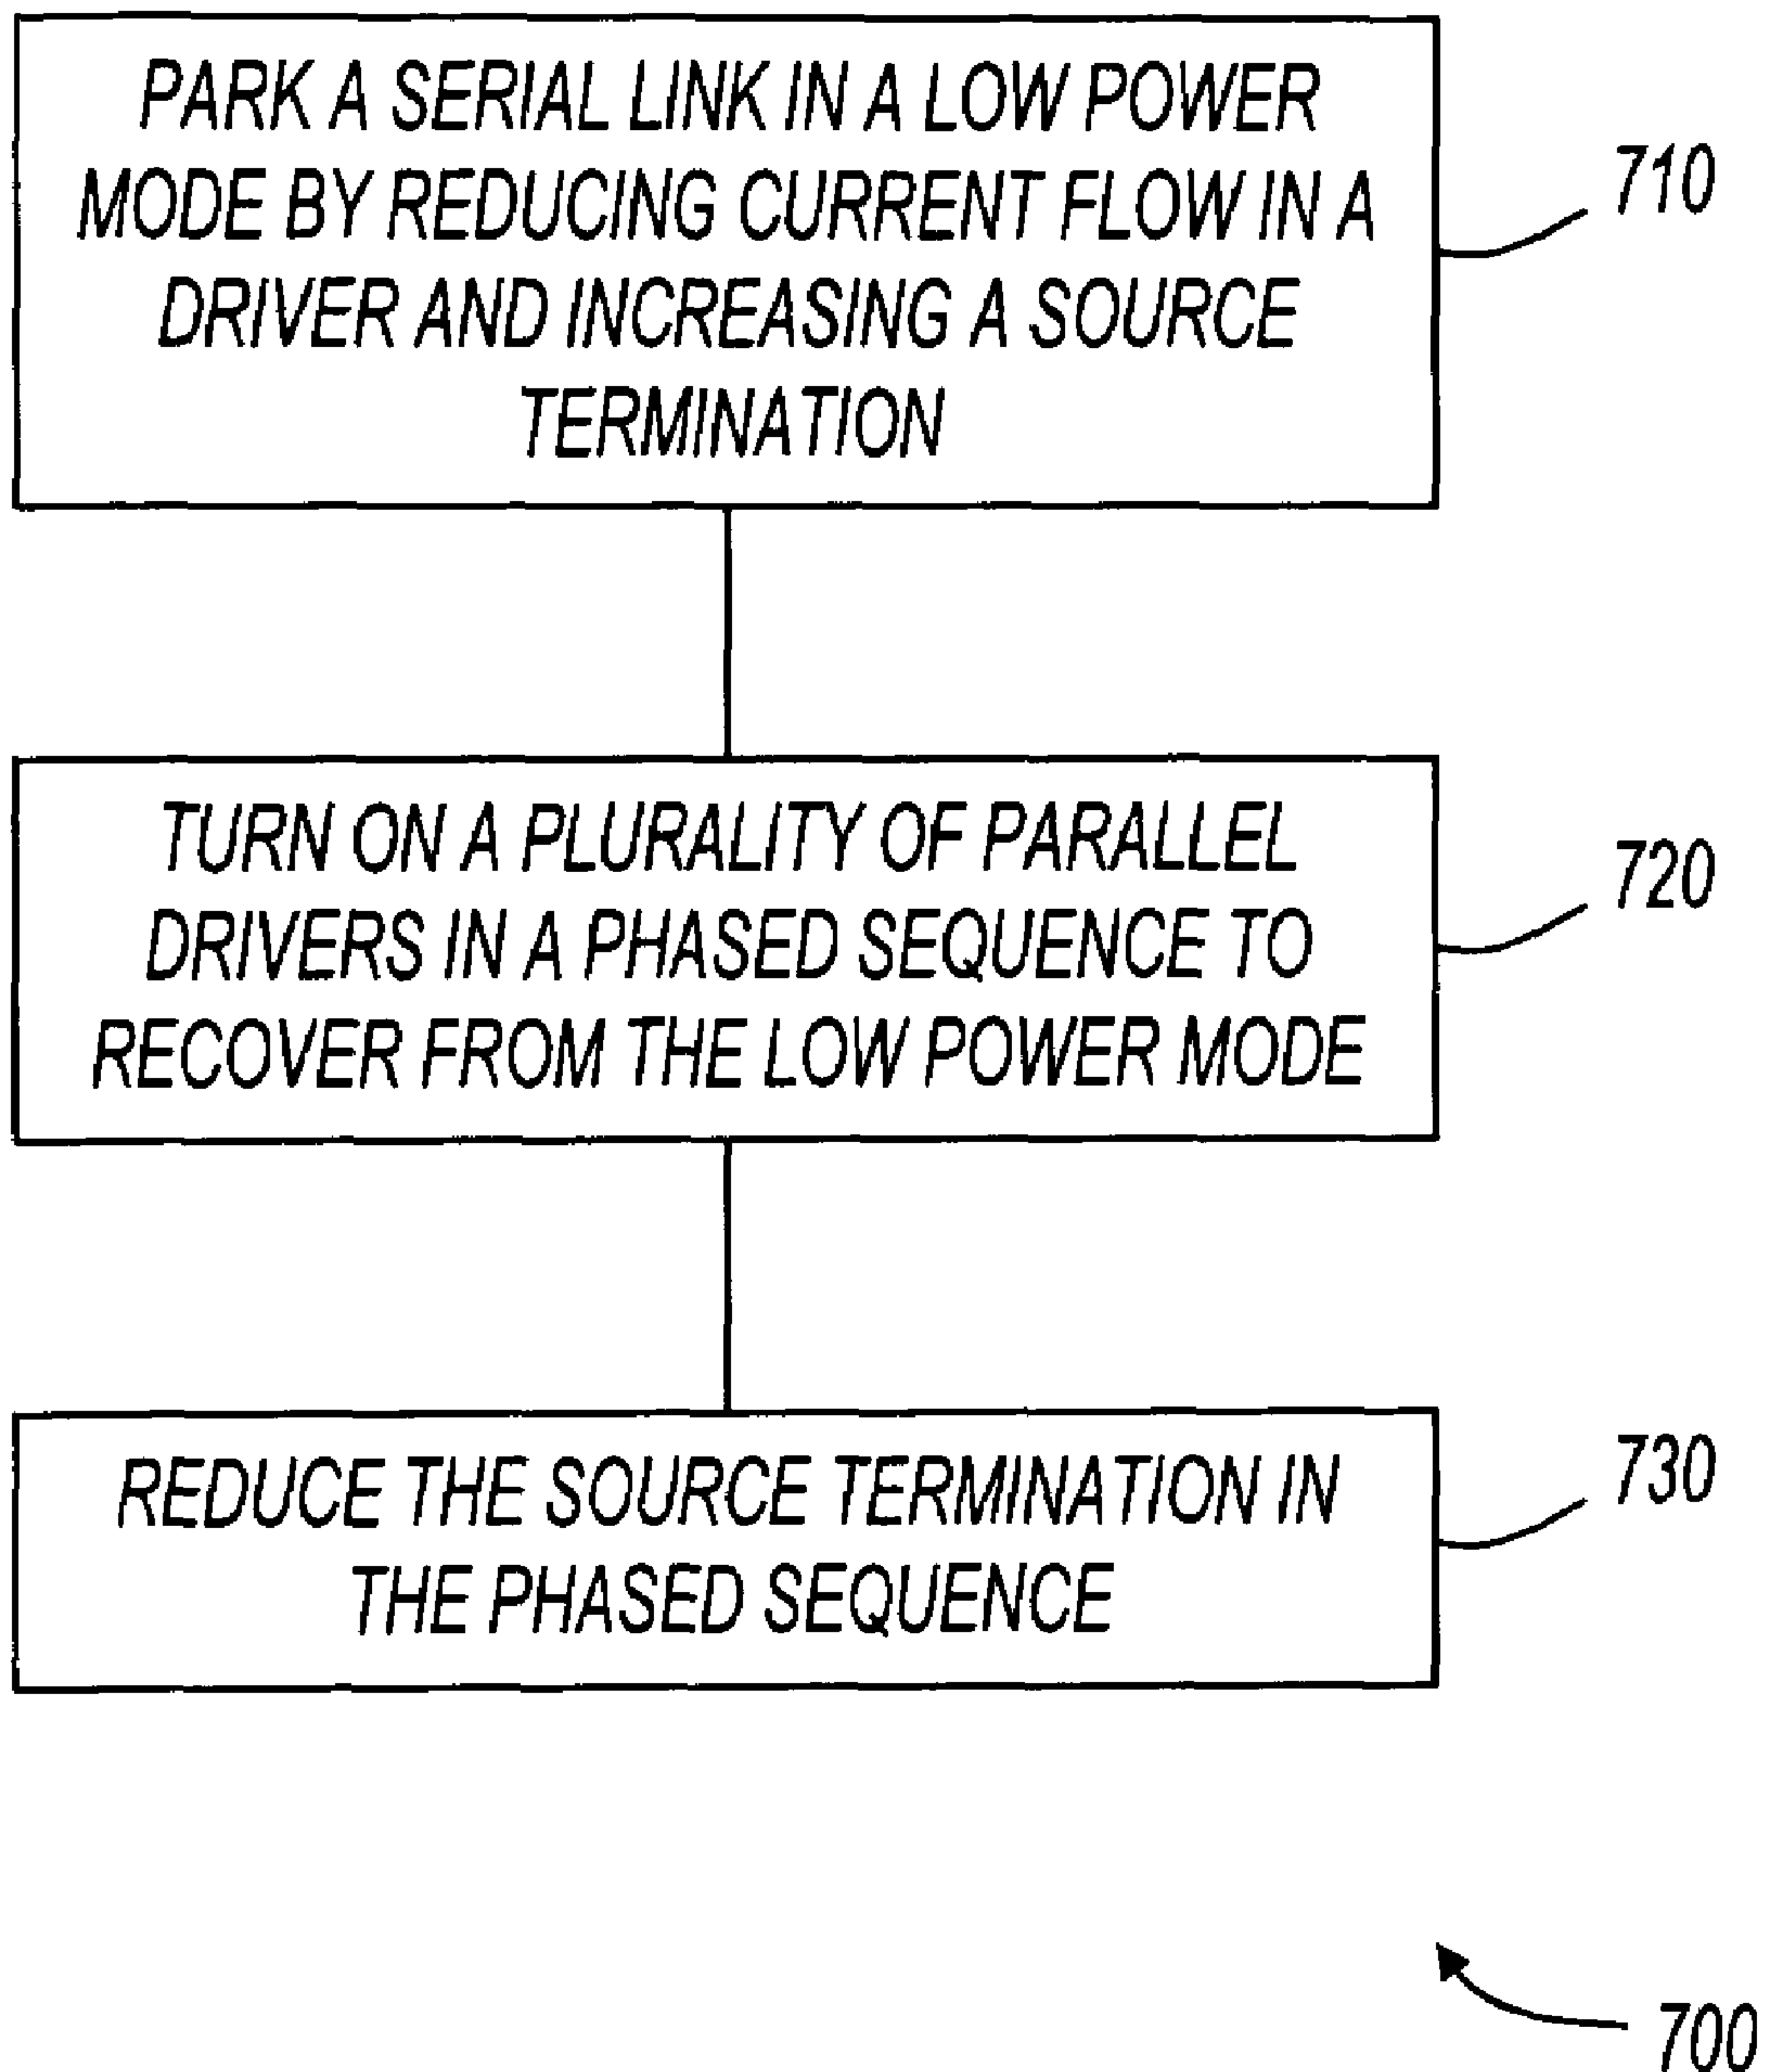 PARK A SERIAL LINK IN A LOW POWER
MODE BY REDUCING CURRENT FLOW IN A
DRIVER AND INCREASING A SOURCE
TERMINATION
710
TURN ON A PLURALITY OF PARALLEL
DRIVERS IN A PHASED SEQUENCE TO
RECOVER FROM THE LOW POWER MODE
720
REDUCE THE SOURCE TERMINATION IN
THE PHASED SEQUENCE
730
700